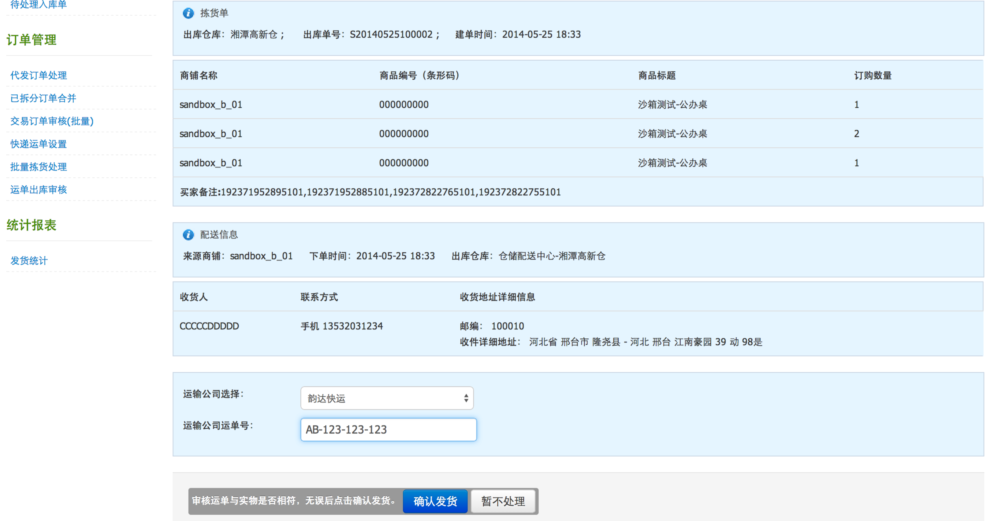 待处理入库单
订单管理
代发订单处理
已拆分订单合并
交易订单审核(批量)
快递运单设置
批量拣货处理
运单出库审核
统计报表
发货统计
拣货单
出库仓库：湘潭高新仓； 出库单号：S20140525100002； 建单时间：2014-05-25 18:33
商铺名称 商品编号（条形码） 商品标题 订购数量
sandbox_b_01 000000000 沙箱测试-公办桌 1
sandbox_b_01 000000000 沙箱测试-公办桌 2
sandbox_b_01 000000000 沙箱测试-公办桌 1
买家备注:192371952895101,192371952885101,192372822765101,192372822755101
配送信息
来源商铺：sandbox_b_01 下单时间：2014-05-25 18:33 出库仓库：仓储配送中心-湘潭高新仓
收货人 联系方式 收货地址详细信息
CCCCCDDDDD 手机 13532031234 邮编： 100010
收件详细地址： 河北省 邢台市 隆尧县 - 河北 邢台 江南豪园 39 动 98是
运输公司选择： 韵达快运
运输公司运单号： AB-123-123-123
审核运单与实物是否相符，无误后点击确认发货。 确认发货 暂不处理